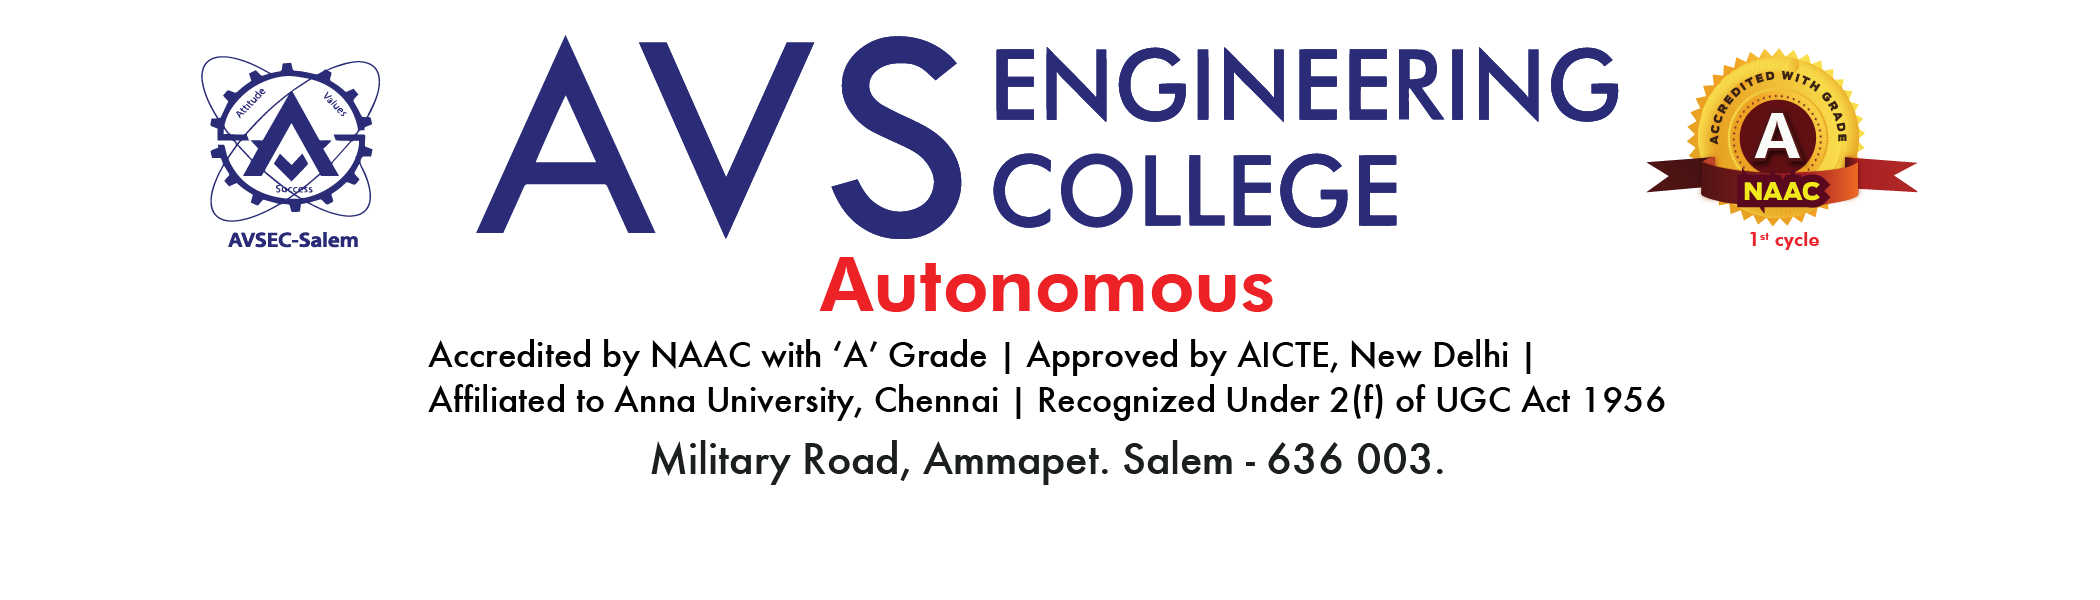 Attitude
Values
Success
AVSEC-Salem
AVS ENGINEERING
COLLEGE
ACCREDITED WITH GRADE
A
NAAC
1st cycle
Autonomous
Accredited by NAAC with ‘A’ Grade | Approved by AICTE, New Delhi |
Affiliated to Anna University, Chennai | Recognized Under 2(f) of UGC Act 1956
Military Road, Ammapet. Salem - 636 003.